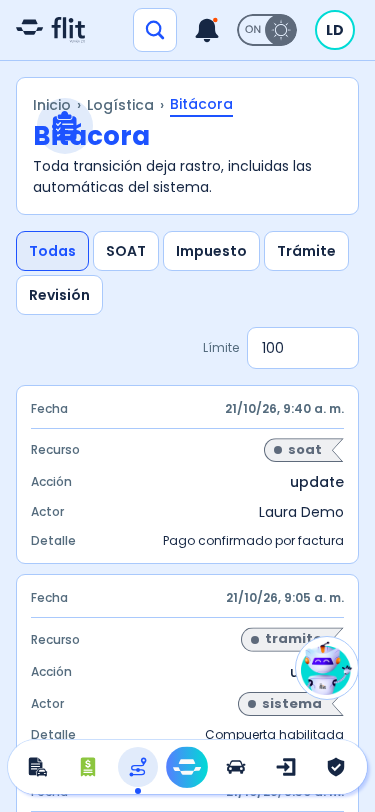 flit
ON
LD
Inicio › Logística › Bitácora
Bitácora
Toda transición deja rastro, incluidas las
automáticas del sistema.
Todas
SOAT
Impuesto
Trámite
Revisión
Límite
100
Fecha
21/10/26, 9:40 a. m.
Recurso
soat
Acción
update
Actor
Laura Demo
Detalle
Pago confirmado por factura
Fecha
21/10/26, 9:05 a. m.
Recurso
Acción
Actor
sistema
Detalle
Compuerta habilitada
Fecha